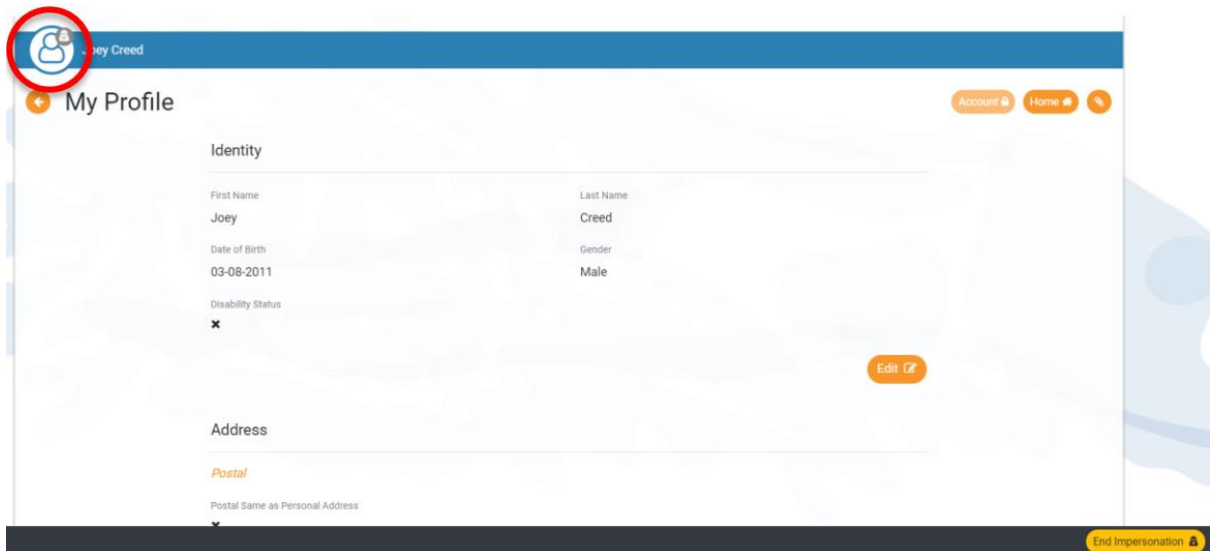 Joey Creed
My Profile
Account
Home
Identity
First Name
Last Name
Joey
Creed
Date of Birth
Gender
03-08-2011
Male
Disability Status
Edit
Address
Postal
Postal Same as Personal Address
End Impersonation